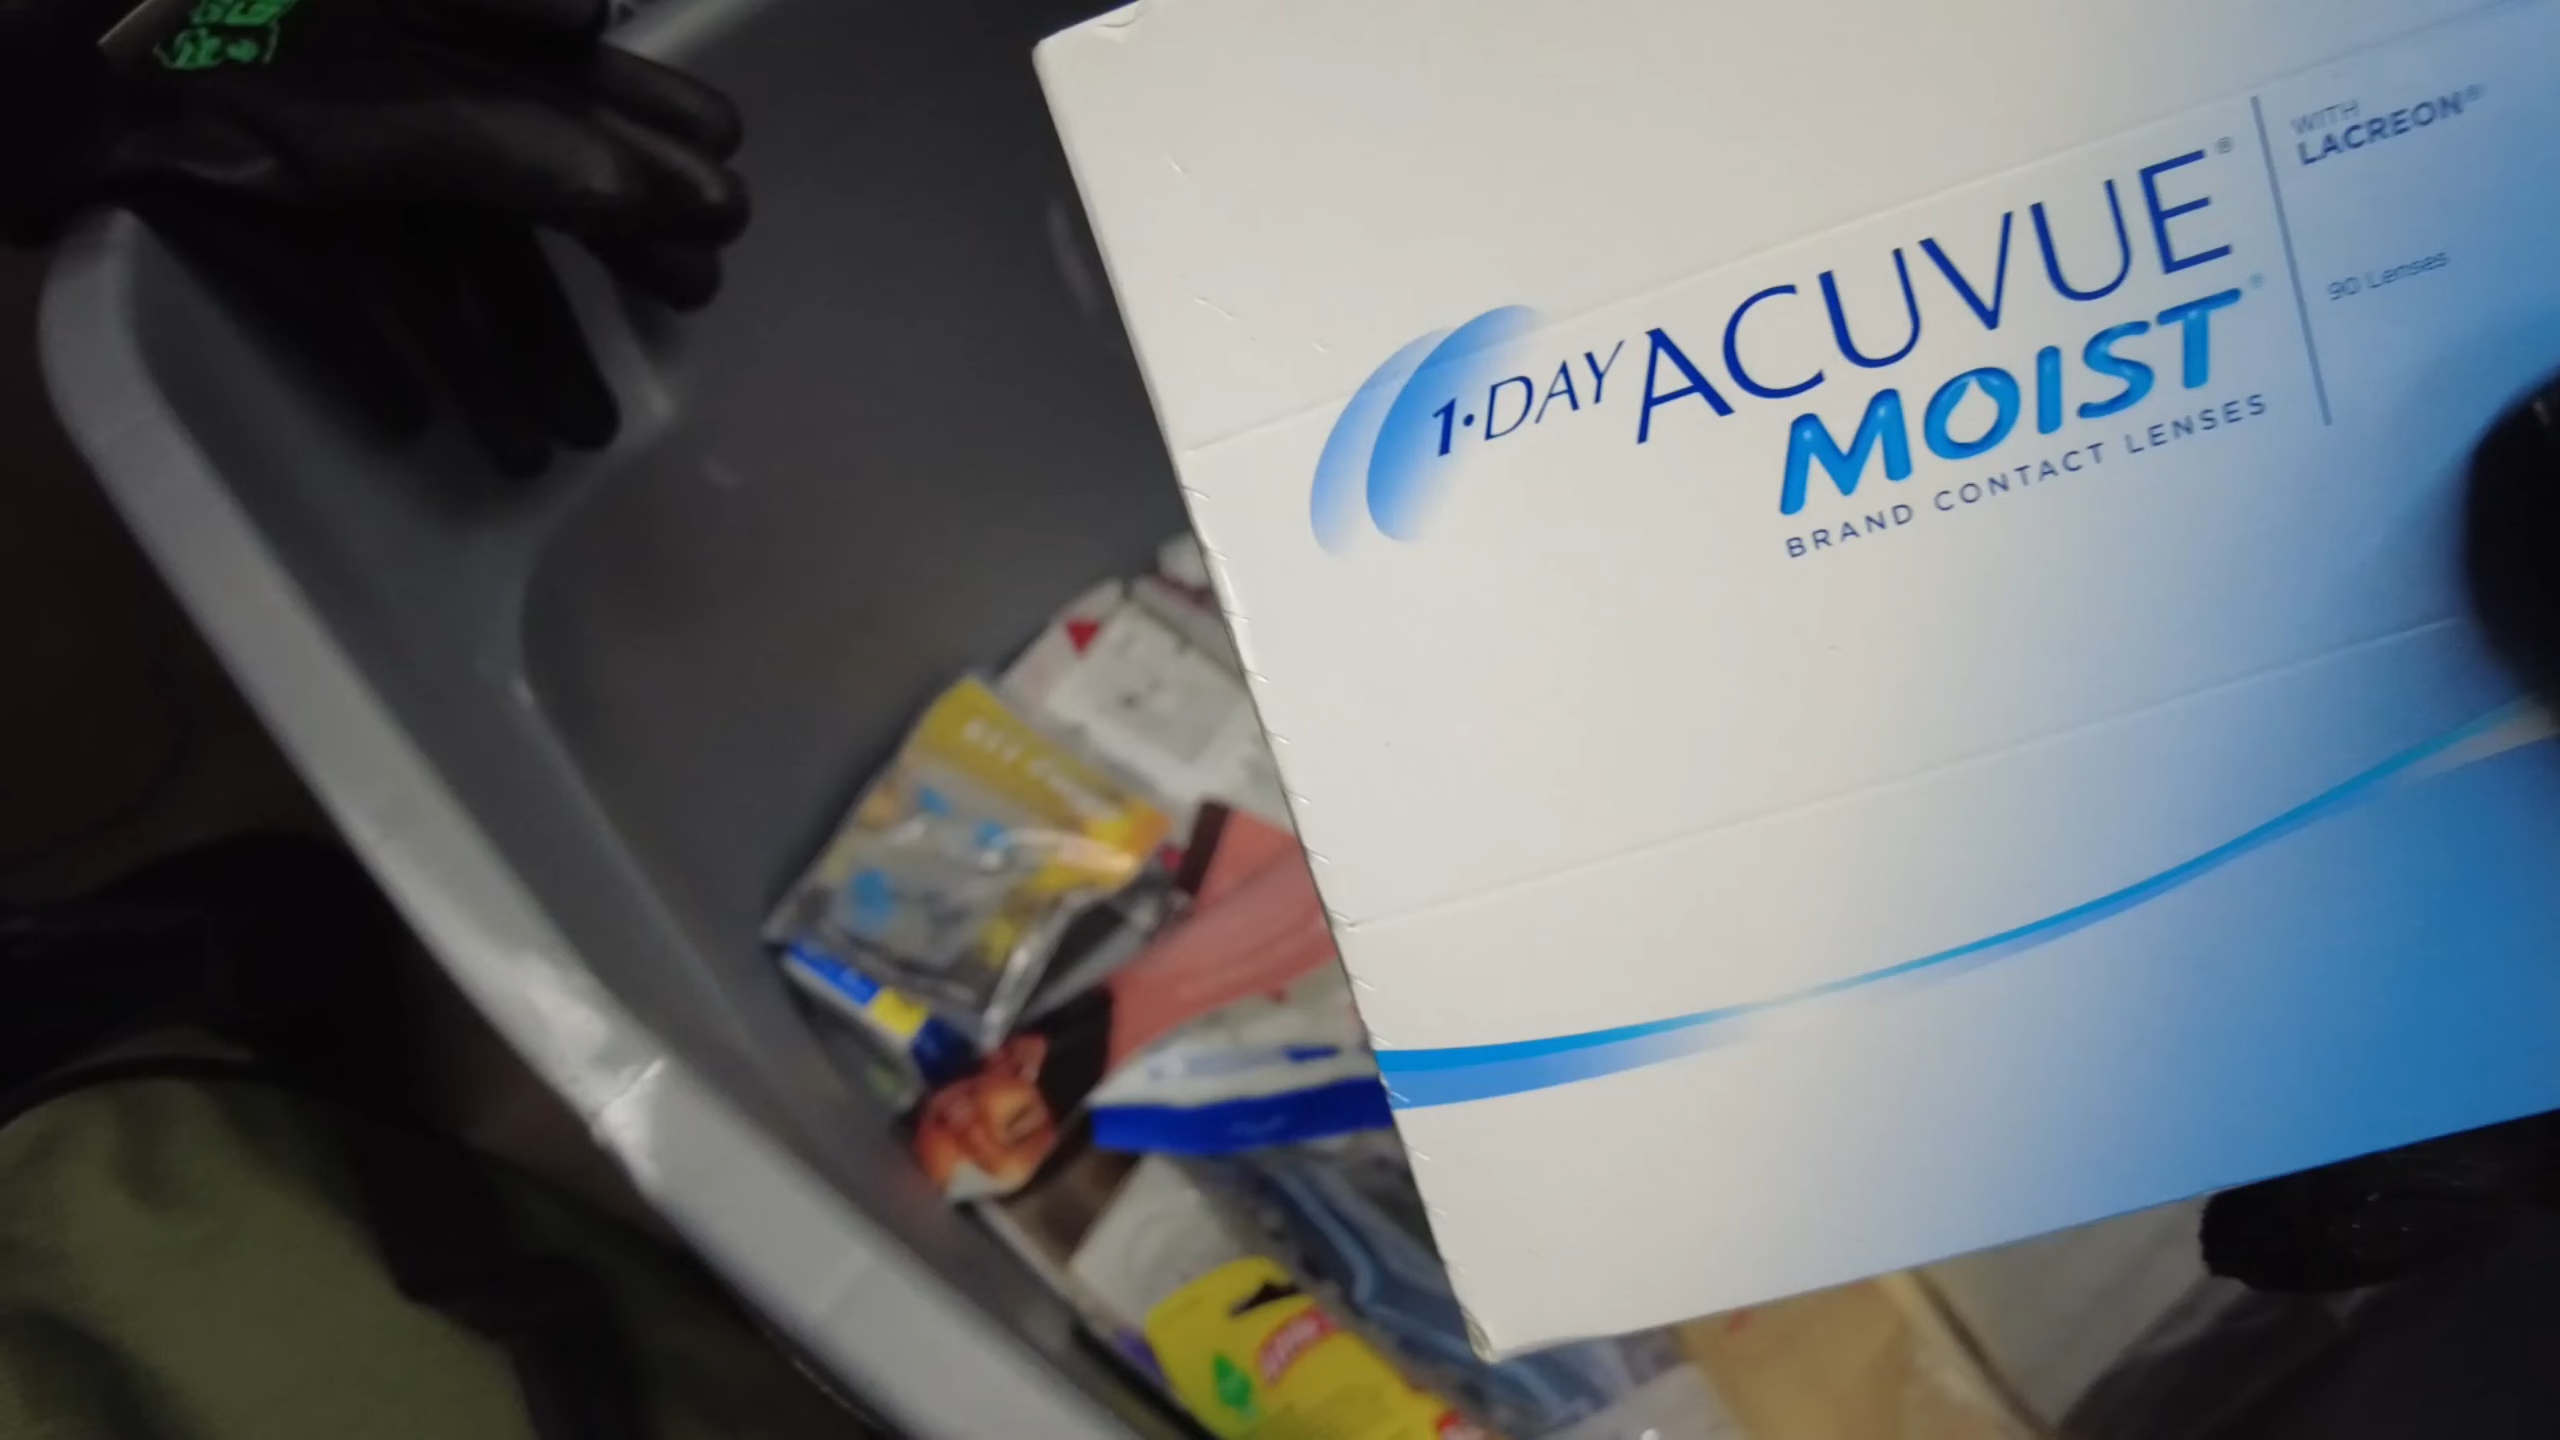 1·DAY ACUVUE®
MOIST®
BRAND CONTACT LENSES
WITH
LACREON®
90 Lenses